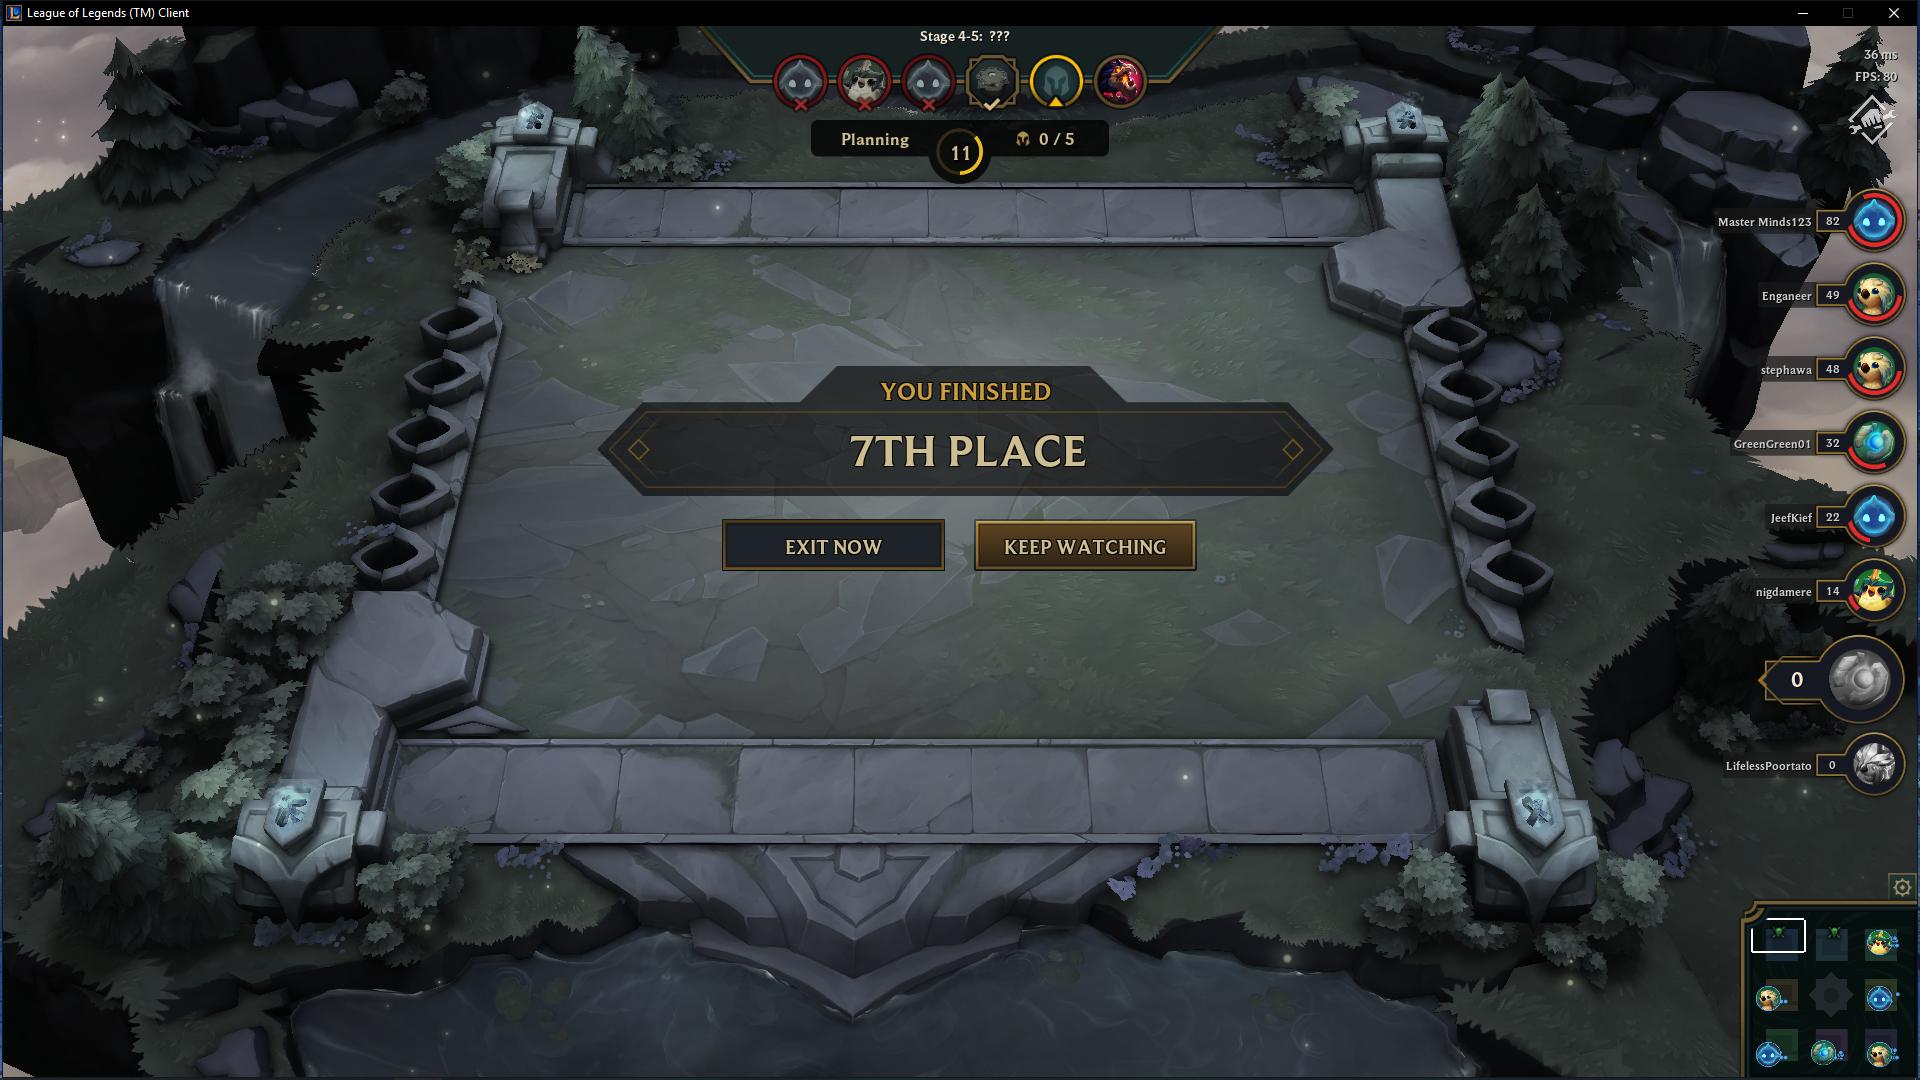 League of Legends (TM) Client
Stage 4-5: ???
36 ms
FPS: 80
Planning
11
0 / 5
Master Minds123 82
Enganeer 49
stephawa 48
YOU FINISHED
7TH PLACE
GreenGreen01 32
EXIT NOW
KEEP WATCHING
JeefKief 22
nigdamere 14
0
LifelessPoortato 0